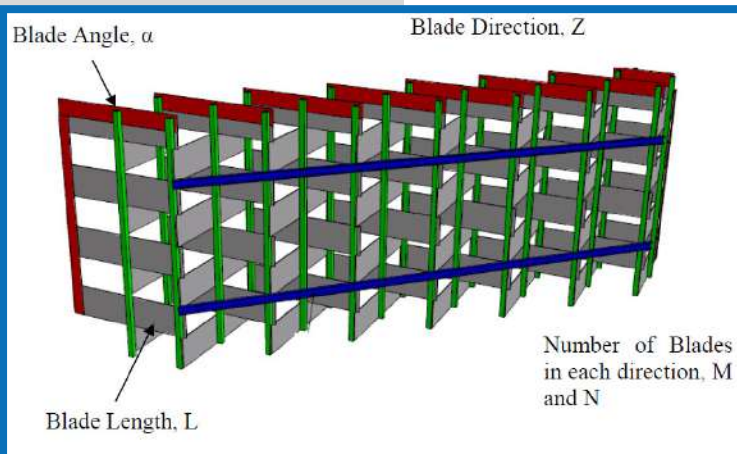 Blade Angle, α
Blade Direction, Z
Number of Blades
in each direction, M
and N
Blade Length, L